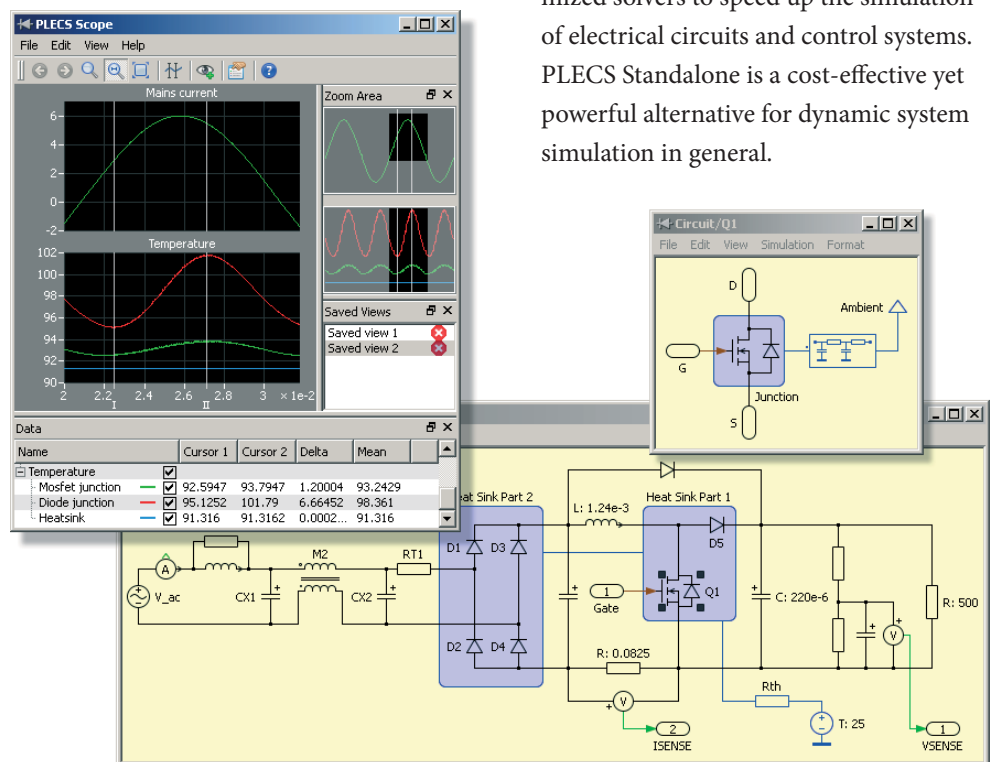 mized solvers to speed up the simulation
of electrical circuits and control systems.
PLECS Standalone is a cost-effective yet
powerful alternative for dynamic system
simulation in general.
PLECS Scope
File Edit View Help
Mains current
6
4
2
0
-2
Temperature
102
100
98
96
94
92
90
2 2.2 2.4 2.6 2.8 3 ×1e-2
I II
Zoom Area
Saved Views
Saved view 1
Saved view 2
Data
Name Cursor 1 Cursor 2 Delta Mean
Temperature
Mosfet junction 92.5947 93.7947 1.20004 93.2429
Diode junction 95.1252 101.79 6.66452 98.361
Heatsink 91.316 91.3162 0.0002... 91.316
Circuit/Q1
File Edit View Simulation Format
D
Ambient
G
Junction
S
eat Sink Part 2
Heat Sink Part 1
L: 1.24e-3
D1 D3
D5
M2
RT1
A
V_ac
CX1
CX2
1
Gate
Q1
C: 220e-6
R: 500
V
D2 D4
R: 0.0825
V
Rth
T: 25
2
ISENSE
1
VSENSE